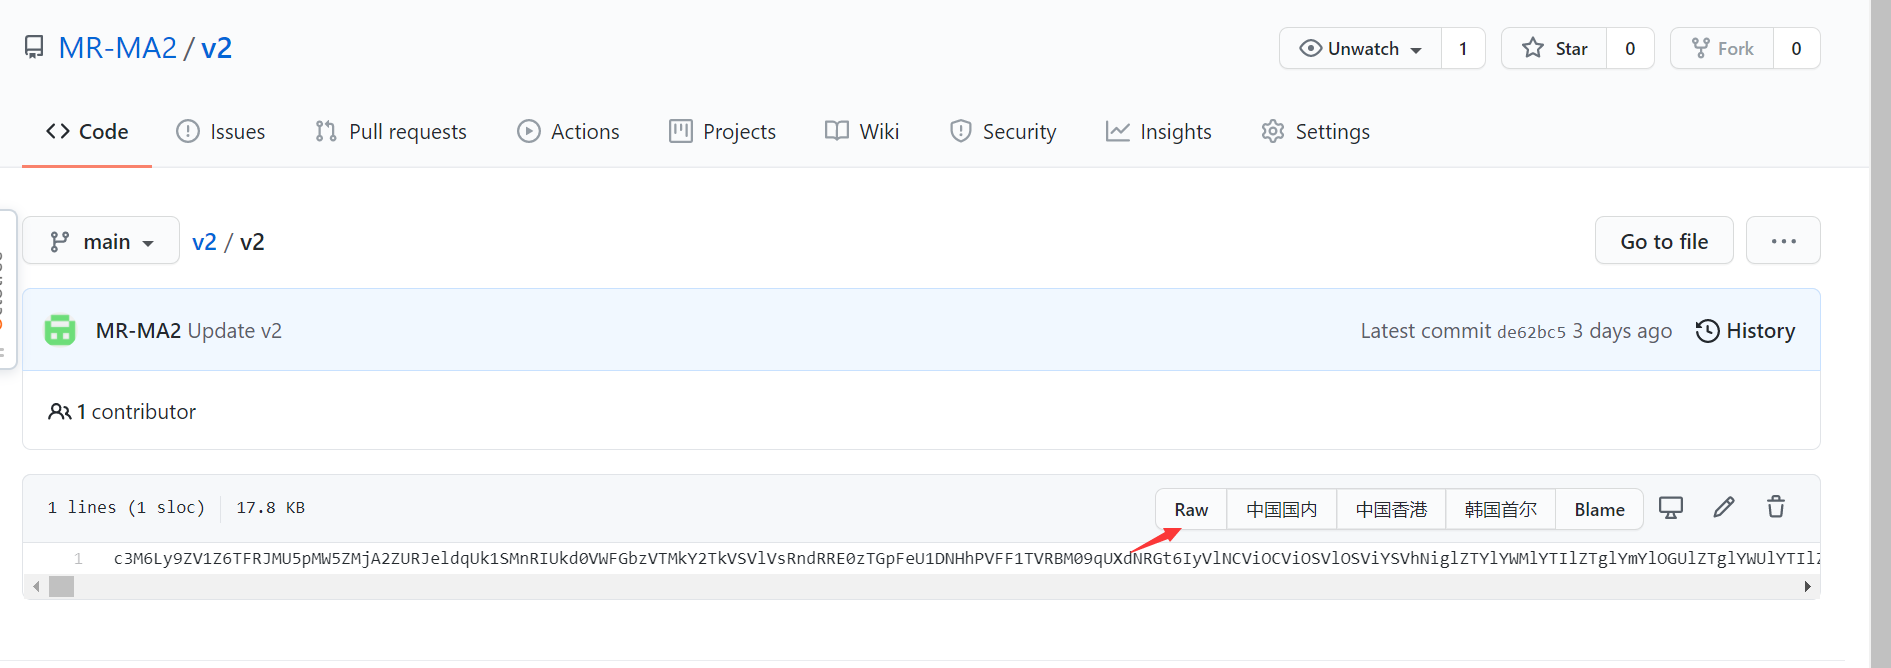 MR-MA2 / v2
Unwatch 1 Star 0 Fork 0
Code Issues Pull requests Actions Projects Wiki Security Insights Settings
main v2 / v2 Go to file ...
MR-MA2 Update v2 Latest commit de62bc5 3 days ago History
1 contributor
1 lines (1 sloc) 17.8 KB Raw 中国国内 中国香港 韩国首尔 Blame
1 c3M6Ly9ZV1Z6TFRJMU5pMW5ZMjA2ZURJeldqUk1SMnRIUkd0VWFGbzVTMkY2TkVSVlVsRndRRE0zTGpFeU1DNHhPVFF1TVRBM09qUXdNRGt6IyVlNCViOCViOSVlOSViYSVhNiglZTYlYWMlYTIlZTglYmYlOGUlZTglYWUlYTIlZ